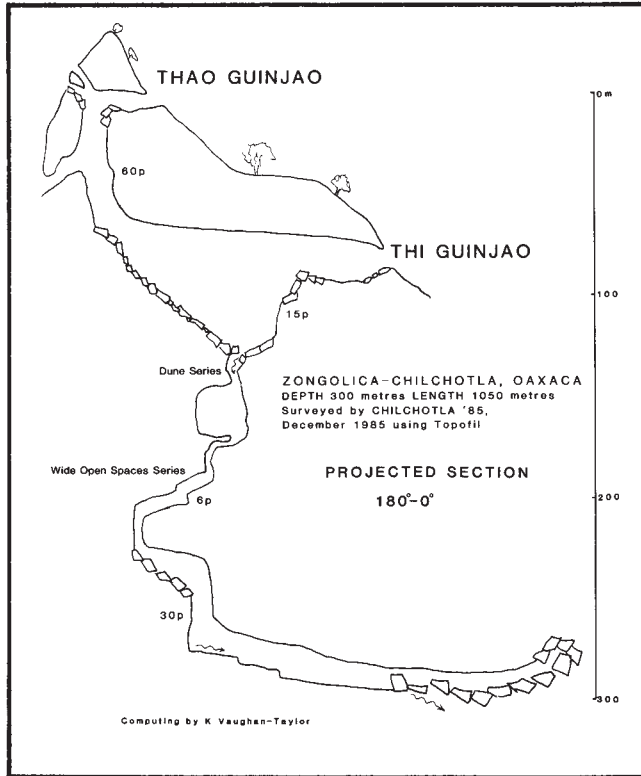 THAO GUINJAO
0m
60p
THI GUINJAO
100
15p
Dune Series
ZONGOLICA-CHILCHOTLA, OAXACA
DEPTH 300 metres LENGTH 1050 metres
Surveyed by CHILCHOTLA '85,
December 1985 using Topofil
Wide Open Spaces Series
PROJECTED SECTION
180°-0°
6p
200
30p
300
Computing by K Vaughan-Taylor